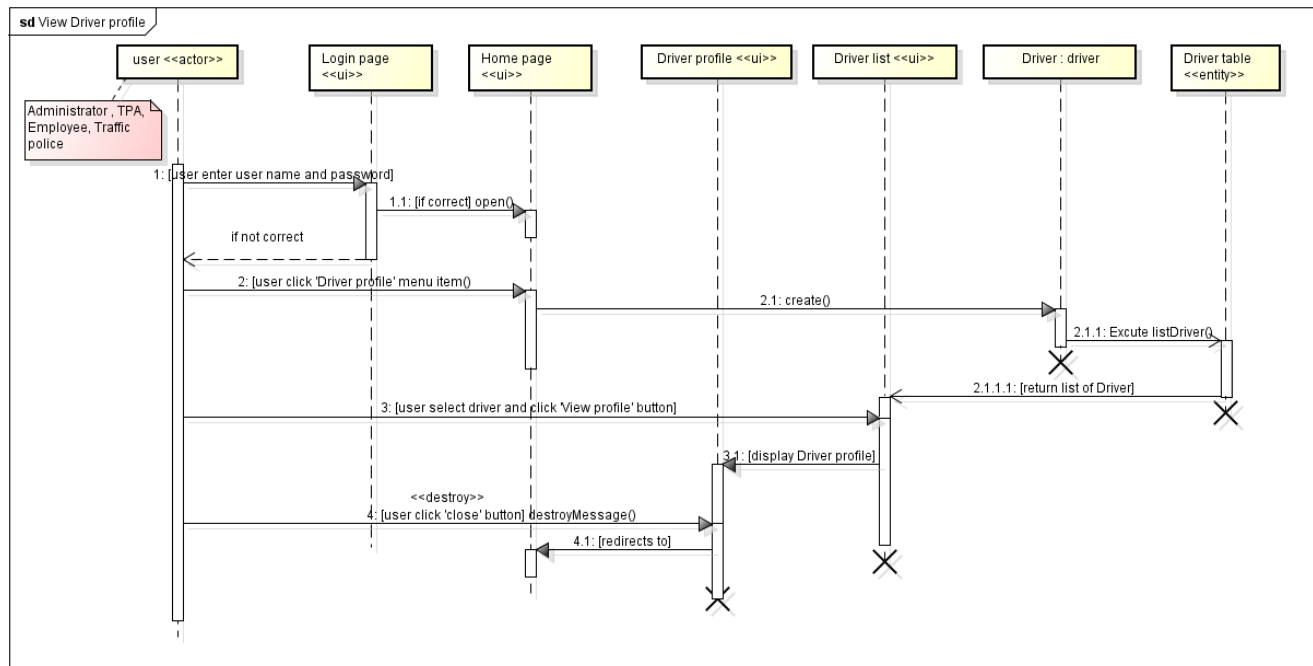 sd View Driver profile
user <<actor>>
Login page
<<ui>>
Home page
<<ui>>
Driver profile <<ui>>
Driver list <<ui>>
Driver : driver
Driver table
<<entity>>
Administrator , TPA,
Employee, Traffic
police
1: [user enter user name and password]
1.1: [if correct] open()
if not correct
2: [user click 'Driver profile' menu item()
2.1: create()
2.1.1: Excute listDriver()
2.1.1.1: [return list of Driver]
3: [user select driver and click 'View profile' button]
3.1: [display Driver profile]
<<destroy>>
4: [user click 'close' button] destroyMessage()
4.1: [redirects to]